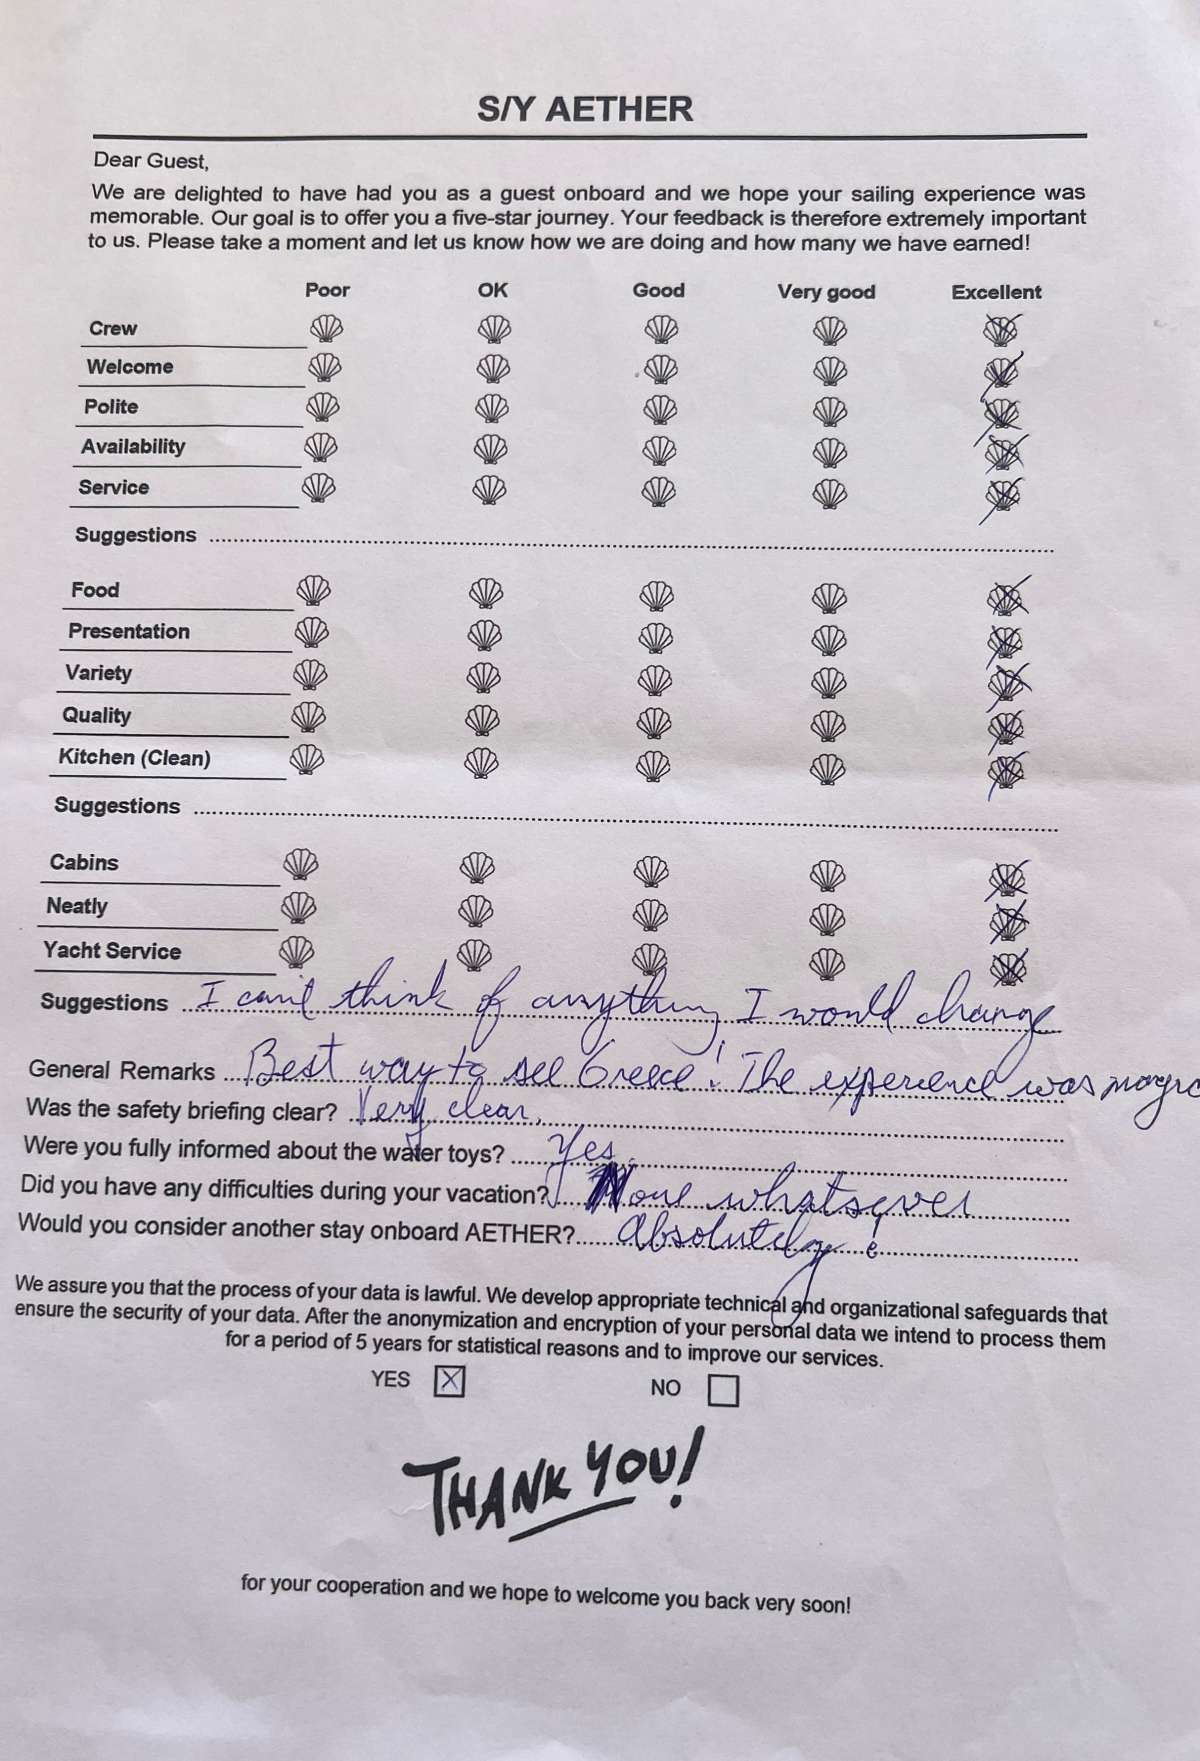 S/Y AETHER
Dear Guest,
We are delighted to have had you as a guest onboard and we hope your sailing experience was
memorable. Our goal is to offer you a five-star journey. Your feedback is therefore extremely important
to us. Please take a moment and let us know how we are doing and how many we have earned!
Poor OK Good Very good Excellent
Crew
Welcome
Polite
Availability
Service
Suggestions
Food
Presentation
Variety
Quality
Kitchen (Clean)
Suggestions
Cabins
Neatly
Yacht Service
Suggestions I can't think of anything I would change
General Remarks Best way to see Greece! The experience was
Was the safety briefing clear? Very clear.
Were you fully informed about the water toys? Yes
Did you have any difficulties during your vacation? None whatsoever
Would you consider another stay onboard AETHER? Absolutely!
We assure you that the process of your data is lawful. We develop appropriate technical and organizational safeguards that
ensure the security of your data. After the anonymization and encryption of your personal data we intend to process them
for a period of 5 years for statistical reasons and to improve our services.
YES X NO
THANK YOU!
for your cooperation and we hope to welcome you back very soon!